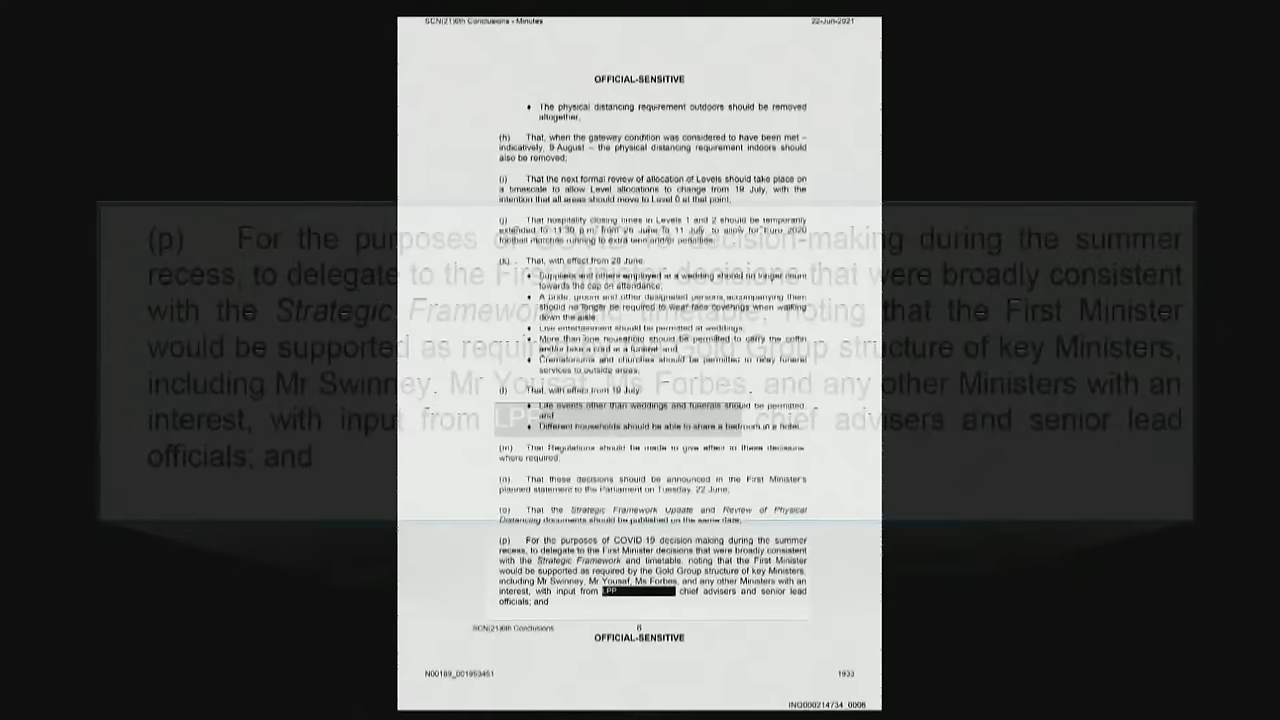 SCN(21)6th Conclusions - Minutes
22-Jun-2021
OFFICIAL-SENSITIVE
• The physical distancing requirement outdoors should be removed
altogether;
(h) That, when the gateway condition was considered to have been met –
indicatively, 9 August – the physical distancing requirement indoors should
also be removed;
(i) That the next formal review of allocation of Levels should take place on
a timescale to allow Level allocations to change from 19 July, with the
intention that all areas should move to Level 0 at that point;
(j) That hospitality closing times in Levels 1 and 2 should be temporarily
extended to 11:30 p.m. from 26 June to 11 July, to allow for Euro 2020
football matches running to extra time and/or penalties;
(k) That, with effect from 28 June:
• Suppliers and others employed at a wedding should no longer count
towards the cap on attendance;
• A bride, groom and other designated persons accompanying them
should no longer be required to wear face coverings when walking
down the aisle;
• Live entertainment should be permitted at weddings;
• More than one household should be permitted to carry the coffin
and/or take a cord at a funeral; and
• Crematoriums and churches should be permitted to relay funeral
services to outside areas;
(l) That, with effect from 19 July:
• Life events other than weddings and funerals should be permitted;
and
• Different households should be able to share a bedroom in a hotel.
(m) That Regulations should be made to give effect to these decisions
where required;
(n) That these decisions should be announced in the First Minister's
planned statement to the Parliament on Tuesday, 22 June;
(o) That the Strategic Framework Update and Review of Physical
Distancing documents should be published on the same date;
(p) For the purposes of COVID 19 decision-making during the summer
recess, to delegate to the First Minister decisions that were broadly consistent
with the Strategic Framework and timetable, noting that the First Minister
would be supported as required by the Gold Group structure of key Ministers,
including Mr Swinney, Mr Yousaf, Ms Forbes, and any other Ministers with an
interest, with input from LPP chief advisers and senior lead
officials; and
SCN(21)6th Conclusions
6
OFFICIAL-SENSITIVE
1933
INQ000214734_0006
(p) For the purposes of decision-making during the summer
recess, to delegate to the First Minister decisions that were broadly consistent
with the Strategic Framework and timetable, noting that the First Minister
would be supported as required Gold Group structure of key Ministers,
including Mr Swinney, Mr Yousaf, Ms Forbes, and any other Ministers with an
interest, with input from LPP chief advisers and senior lead
officials; and